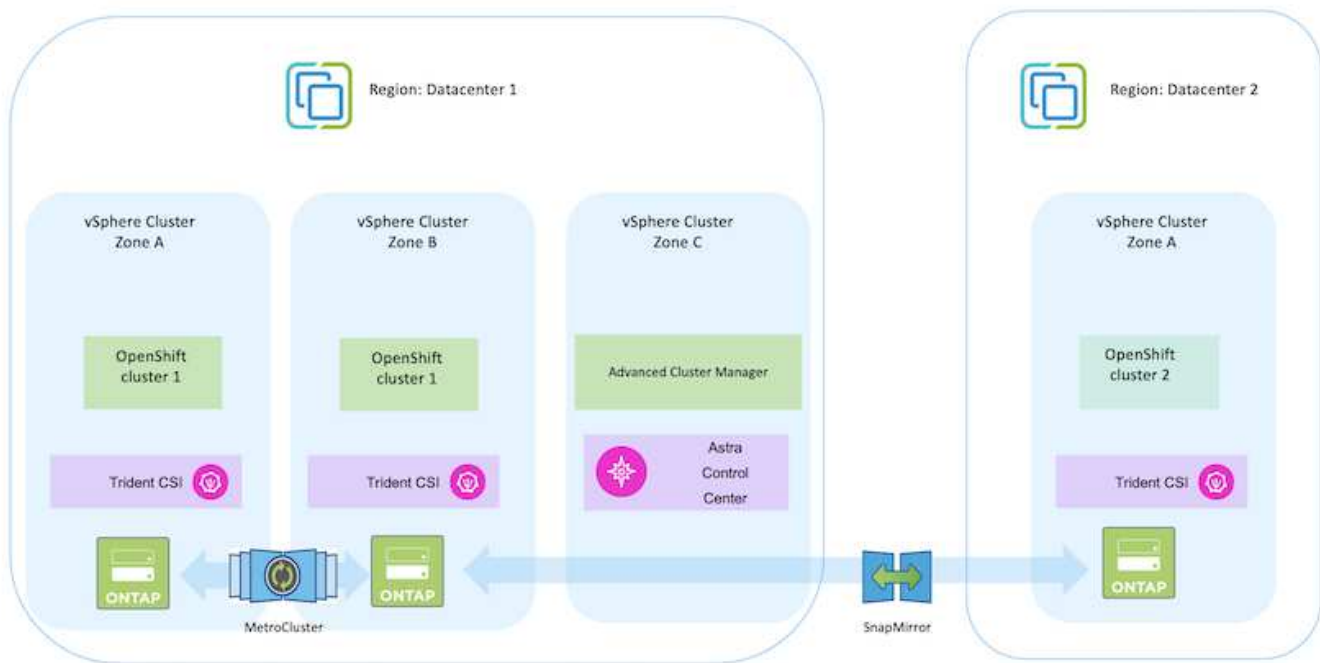 Region: Datacenter 1
Region: Datacenter 2
vSphere Cluster
Zone A
vSphere Cluster
Zone B
vSphere Cluster
Zone C
vSphere Cluster
Zone A
OpenShift
cluster 1
OpenShift
cluster 1
Advanced Cluster Manager
OpenShift
cluster 2
Trident CSI
Trident CSI
Astra
Control
Center
Trident CSI
ONTAP
MetroCluster
ONTAP
SnapMirror
ONTAP